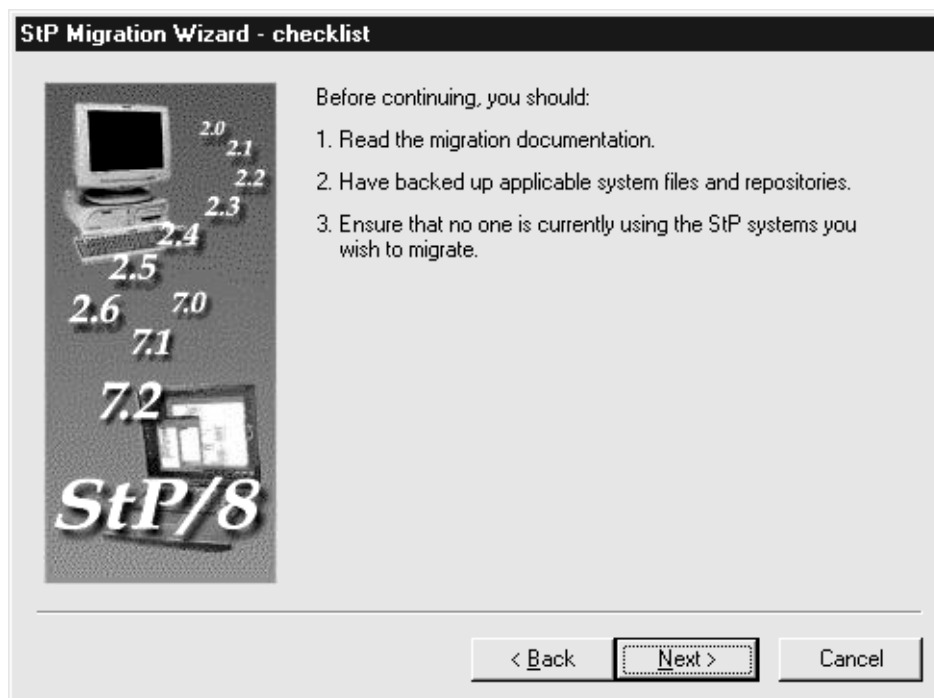 StP Migration Wizard - checklist
2.0
2.1
2.2
2.3
2.4
2.5
2.6
7.0
7.1
7.2
StP/8
Before continuing, you should:
1. Read the migration documentation.
2. Have backed up applicable system files and repositories.
3. Ensure that no one is currently using the StP systems you
wish to migrate.
< Back
Next >
Cancel